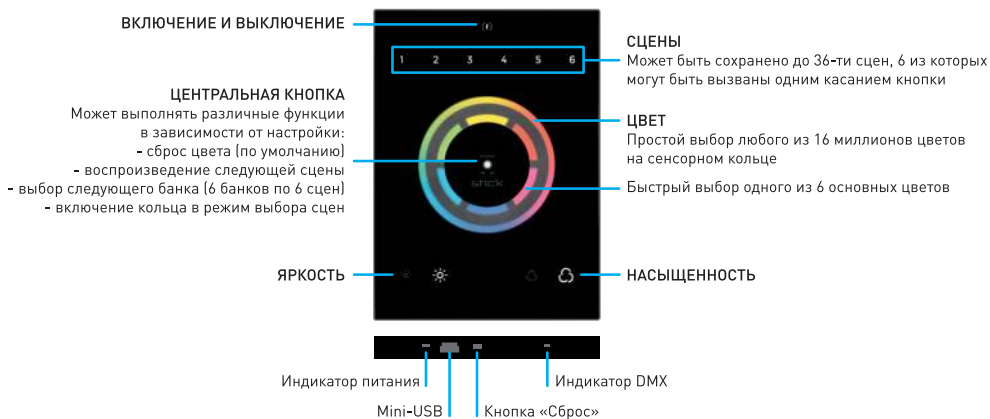 ВКЛЮЧЕНИЕ И ВЫКЛЮЧЕНИЕ
1 2 3 4 5 6
СЦЕНЫ
Может быть сохранено до 36-ти сцен, 6 из которых
могут быть вызваны одним касанием кнопки
ЦЕНТРАЛЬНАЯ КНОПКА
Может выполнять различные функции
в зависимости от настройки:
- сброс цвета (по умолчанию)
- воспроизведение следующей сцены
- выбор следующего банка (6 банков по 6 сцен)
- включение кольца в режим выбора сцен
ЦВЕТ
Простой выбор любого из 16 миллионов цветов
на сенсорном кольце
Быстрый выбор одного из 6 основных цветов
stick
ЯРКОСТЬ
НАСЫЩЕННОСТЬ
Индикатор питания
Индикатор DMX
Mini-USB
Кнопка «Сброс»